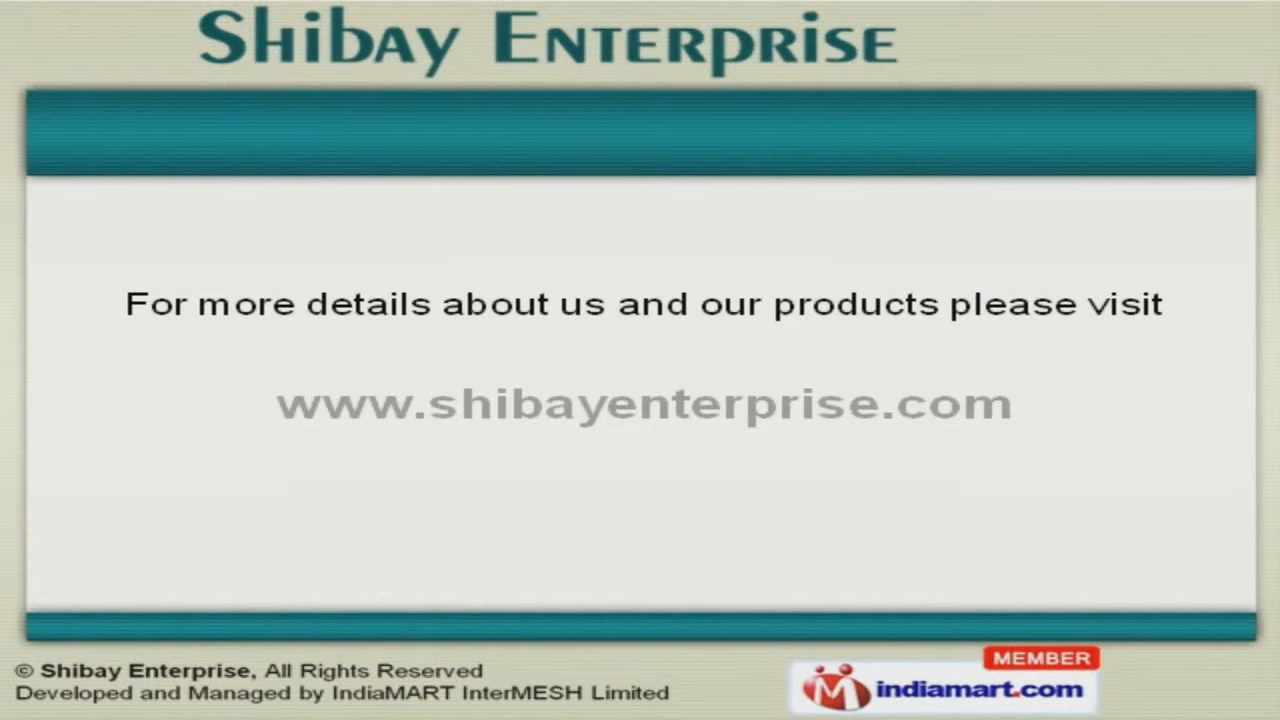 Shibay Enterprise
For more details about us and our products please visit
www.shibayenterprise.com
© Shibay Enterprise, All Rights Reserved
Developed and Managed by IndiaMART InterMESH Limited
MEMBER
indiamart.com